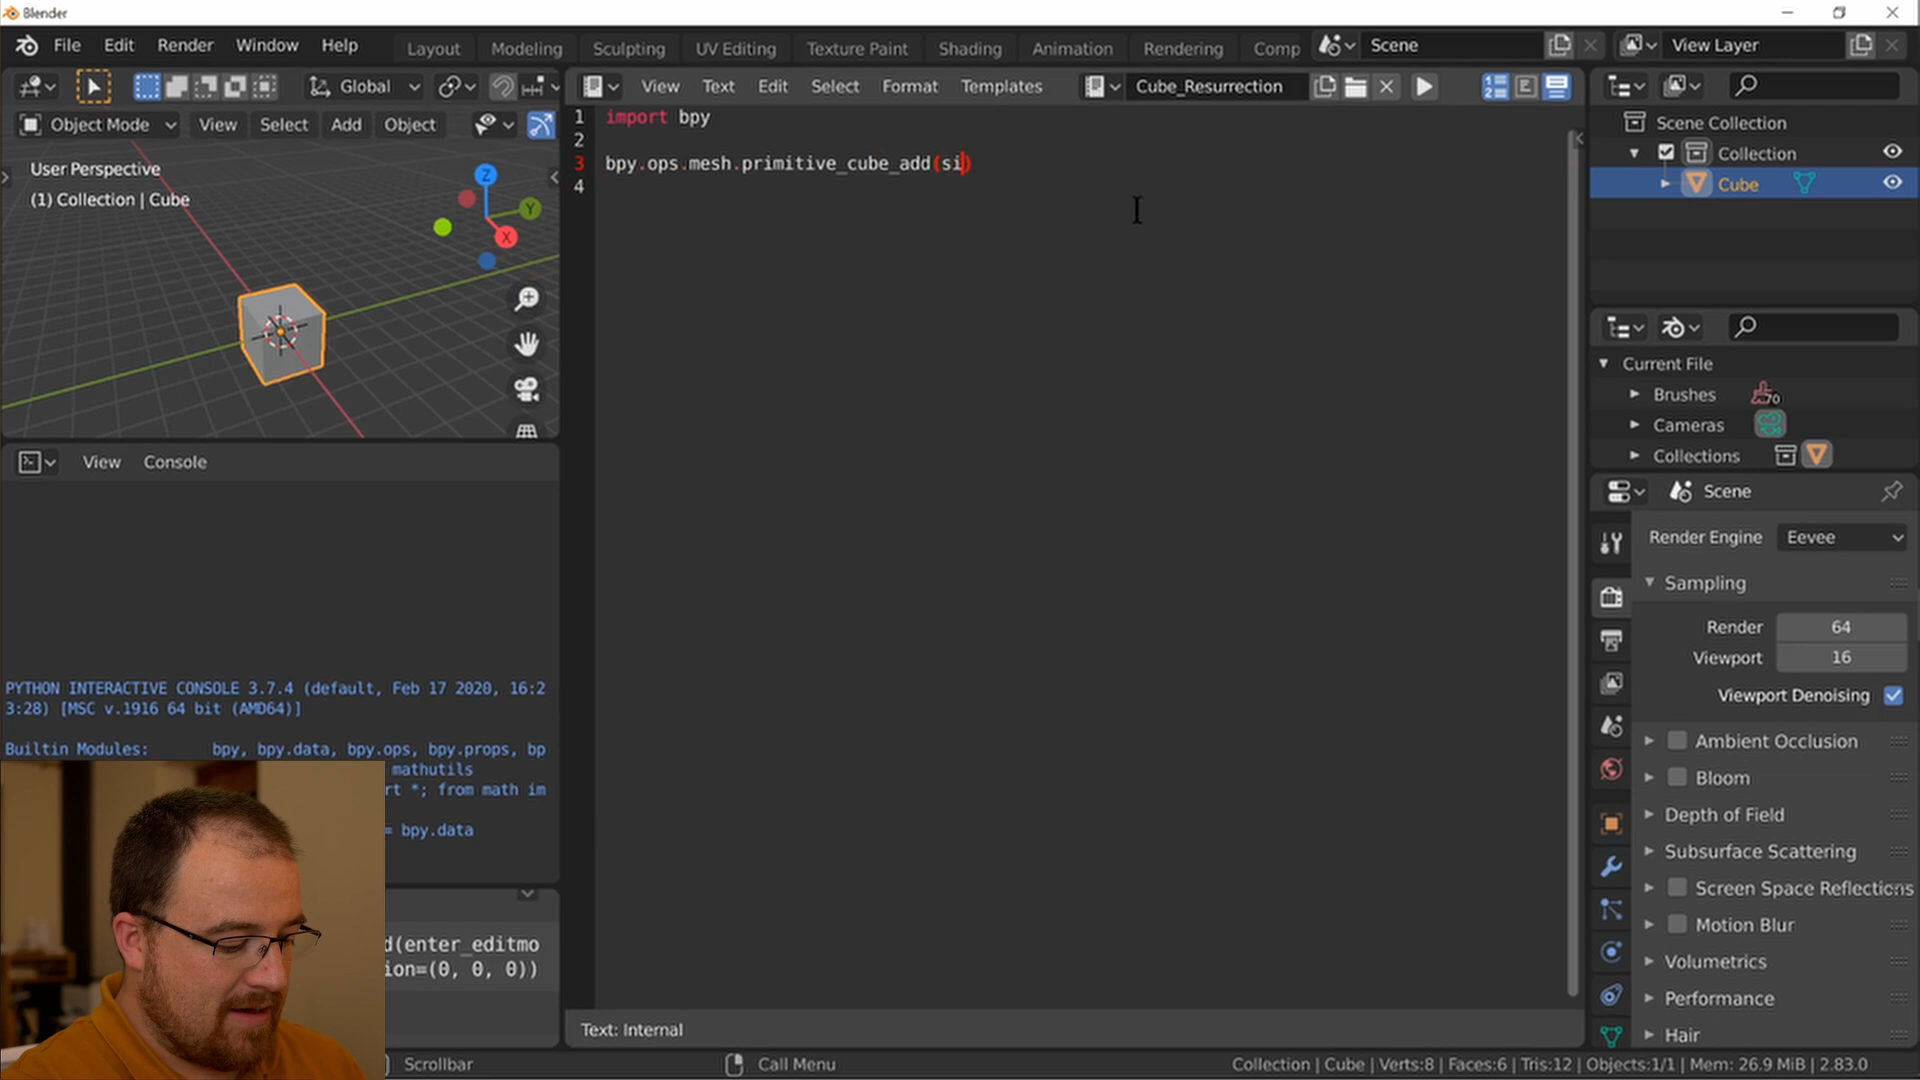 Blender
File Edit Render Window Help Layout Modeling Sculpting UV Editing Texture Paint Shading Animation Rendering Comp Scene View Layer
Global View Text Edit Select Format Templates Cube_Resurrection
Object Mode View Select Add Object
User Perspective
(1) Collection | Cube
Z
Y
X
1 import bpy
2
3 bpy.ops.mesh.primitive_cube_add(si)
4
Scene Collection
Collection
Cube
Current File
Brushes 70
Cameras
Collections
View Console
PYTHON INTERACTIVE CONSOLE 3.7.4 (default, Feb 17 2020, 16:2
3:28) [MSC v.1916 64 bit (AMD64)]
Builtin Modules: bpy, bpy.data, bpy.ops, bpy.props, bp
mathutils
rt *; from math im
= bpy.data
d(enter_editmo
ion=(0, 0, 0))
Scene
Render Engine Eevee
Sampling
Render 64
Viewport 16
Viewport Denoising
Ambient Occlusion
Bloom
Depth of Field
Subsurface Scattering
Screen Space Reflections
Motion Blur
Volumetrics
Performance
Hair
Text: Internal
Scrollbar Call Menu Collection | Cube | Verts:8 | Faces:6 | Tris:12 | Objects:1/1 | Mem: 26.9 MiB | 2.83.0